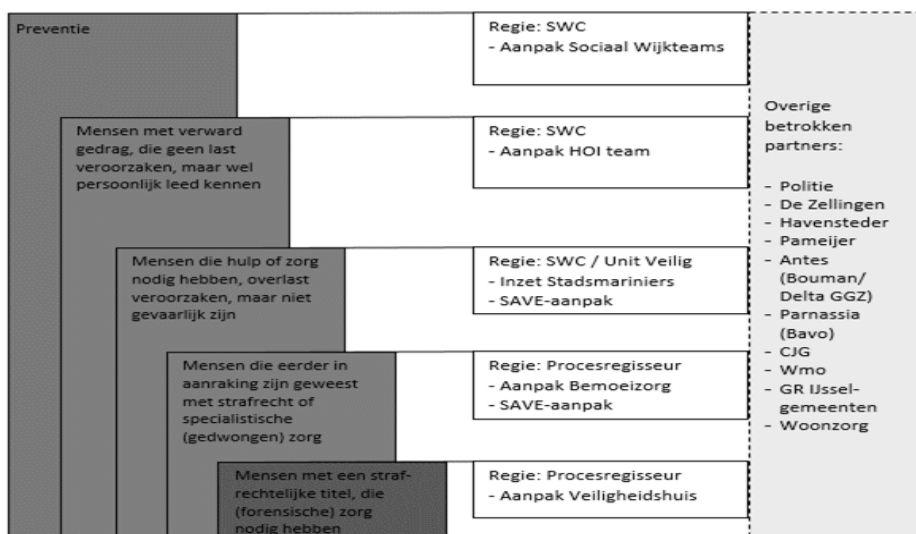 Preventie
Regie: SWC
- Aanpak Sociaal Wijkteams
Mensen met verward
gedrag, die geen last
veroorzaken, maar wel
persoonlijk leed kennen
Regie: SWC
- Aanpak HOI team
Mensen die hulp of zorg
nodig hebben, overlast
veroorzaken, maar niet
gevaarlijk zijn
Regie: SWC / Unit Veilig
- Inzet Stadsmariniers
- SAVE-aanpak
Mensen die eerder in
aanraking zijn geweest
met strafrecht of
specialistische
(gedwongen) zorg
Regie: Procesregisseur
- Aanpak Bemoeizorg
- SAVE-aanpak
Mensen met een straf-
rechtelijke titel, die
(forensische) zorg
nodig hebben
Regie: Procesregisseur
- Aanpak Veiligheidshuis
Overige
betrokken
partners:
- Politie
- De Zellingen
- Havensteder
- Pameijer
- Antes
(Bouman/
Delta GGZ)
- Parnassia
(Bavo)
- CJG
- Wmo
- GR IJssel-
gemeenten
- Woonzorg